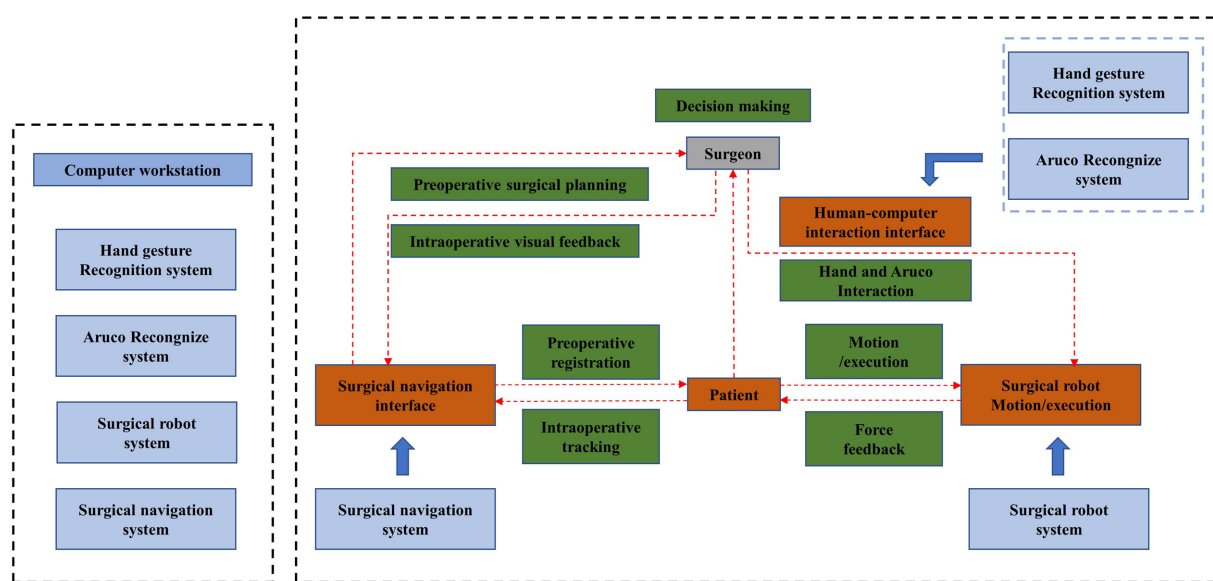 Computer workstation
Hand gesture
Recognition system
Aruco Recongnize
system
Surgical robot
system
Surgical navigation
system
Decision making
Surgeon
Preoperative surgical planning
Intraoperative visual feedback
Hand gesture
Recognition system
Aruco Recongnize
system
Human-computer
interaction interface
Hand and Aruco
Interaction
Preoperative
registration
Motion
/execution
Surgical navigation
interface
Patient
Surgical robot
Motion/execution
Intraoperative
tracking
Force
feedback
Surgical navigation
system
Surgical robot
system